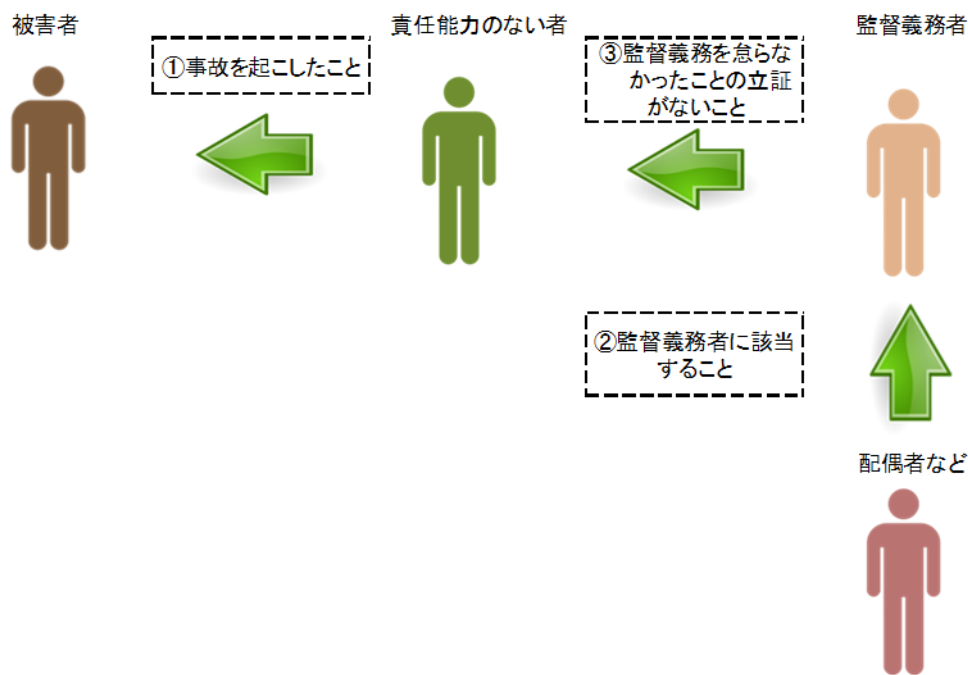 被害者
責任能力のない者
監督義務者
①事故を起こしたこと
③監督義務を怠らな
かったことの立証
がないこと
②監督義務者に該当
すること
配偶者など